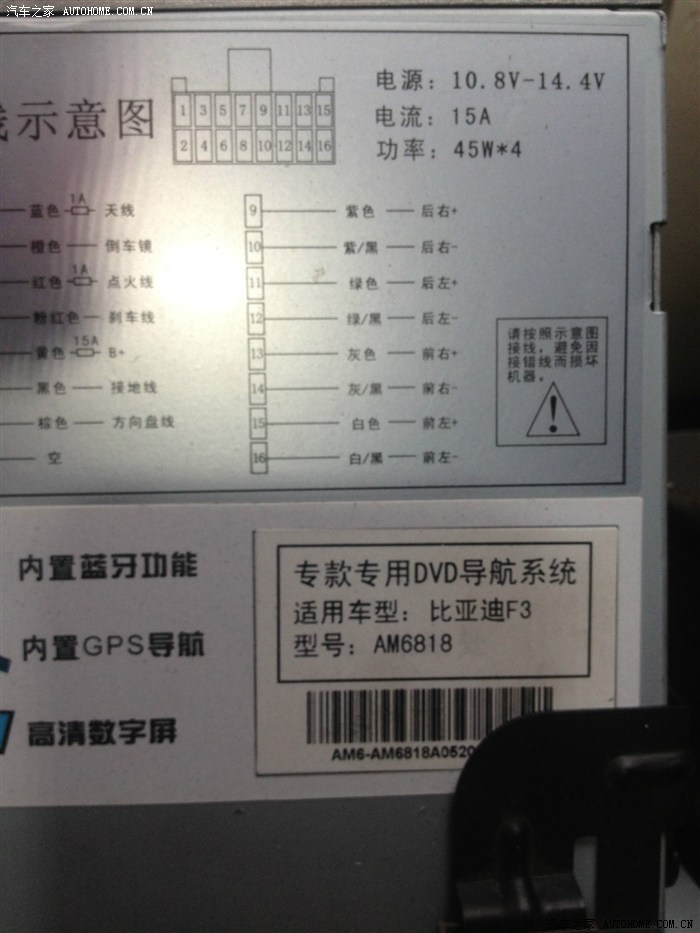 汽车之家 AUTOHOME.COM.CN
线示意图
1 3 5 7 9 11 13 15
2 4 6 8 10 12 14 16
电源: 10.8V-14.4V
电流: 15A
功率: 45W*4
蓝色 1A 天线
橙色 倒车镜
红色 1A 点火线
粉红色 刹车线
黄色 15A B+
黑色 接地线
棕色 方向盘线
空
9 紫色 后右+
10 紫/黑 后右-
11 绿色 后左+
12 绿/黑 后左-
13 灰色 前右+
14 灰/黑 前右-
15 白色 前左+
16 白/黑 前左-
请按照示意图
接线,避免因
接错线而损坏
机器。
内置蓝牙功能
内置GPS导航
高清数字屏
专款专用DVD导航系统
适用车型: 比亚迪F3
型号: AM6818
AM6-AM6818A0520
汽车之家 AUTOHOME.COM.CN